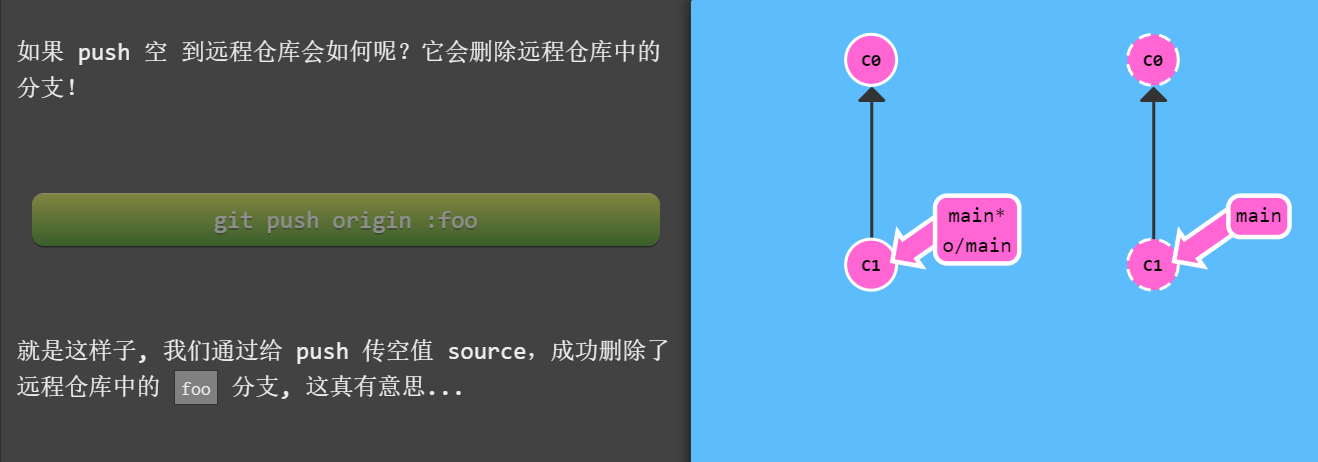 如果 push 空 到远程仓库会如何呢？它会删除远程仓库中的
分支！
git push origin :foo
就是这样子, 我们通过给 push 传空值 source，成功删除了
远程仓库中的 foo 分支, 这真有意思...
C0
C0
main*
o/main
main
C1
C1